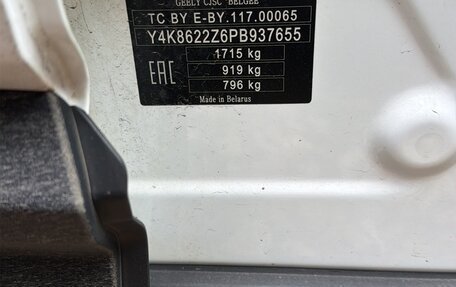 GEELY CJSC "BELGEE"
TC BY E-BY.117.00065
Y4K8622Z6PB937655
1715 kg
EAC 919 kg
796 kg
Made in Belarus